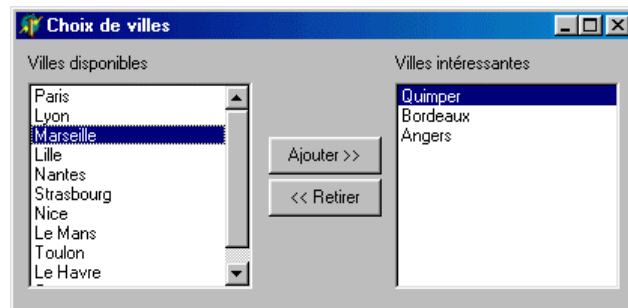 Choix de villes
Villes disponibles
Villes intéressantes
Paris
Lyon
Marseille
Lille
Nantes
Strasbourg
Nice
Le Mans
Toulon
Le Havre
Ajouter >>
<< Retirer
Quimper
Bordeaux
Angers